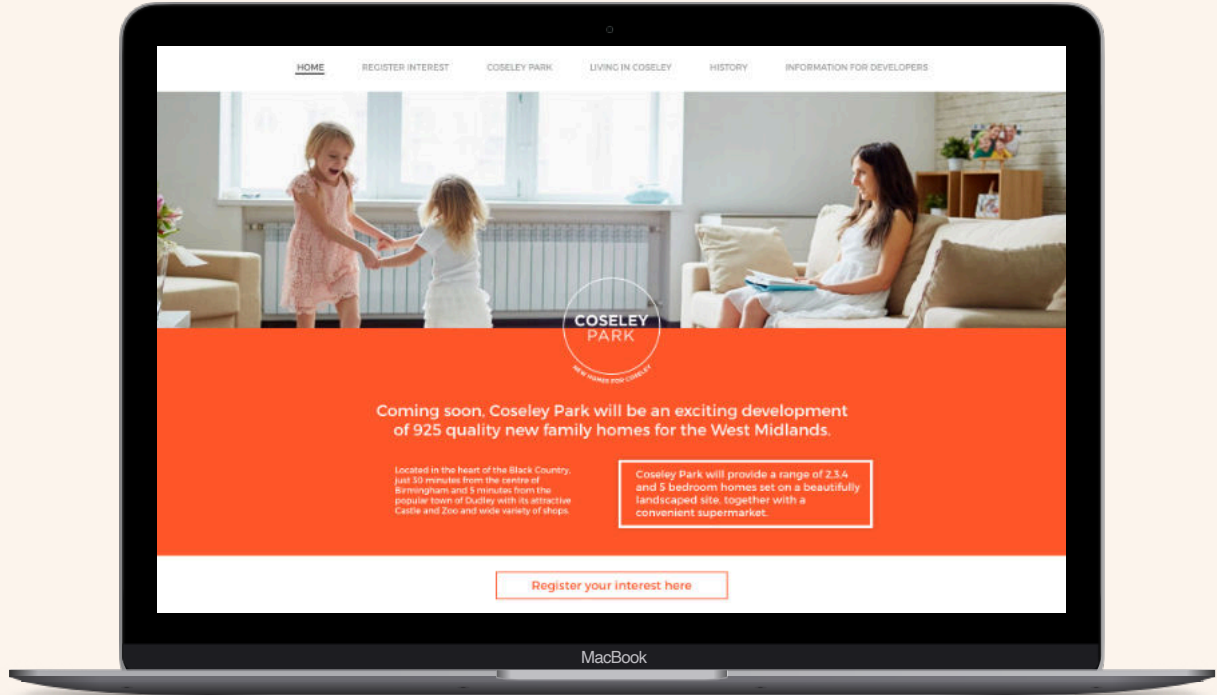 HOME REGISTER INTEREST COSELEY PARK LIVING IN COSELEY HISTORY INFORMATION FOR DEVELOPERS
COSELEY
PARK
NEW HOMES FOR COSELEY
Coming soon, Coseley Park will be an exciting development
of 925 quality new family homes for the West Midlands.
Located in the heart of the Black Country,
just 30 minutes from the centre of
Birmingham and 5 minutes from the
popular town of Dudley with its attractive
Castle and Zoo and wide variety of shops.
Coseley Park will provide a range of 2,3,4
and 5 bedroom homes set on a beautifully
landscaped site, together with a
convenient supermarket.
Register your interest here
MacBook